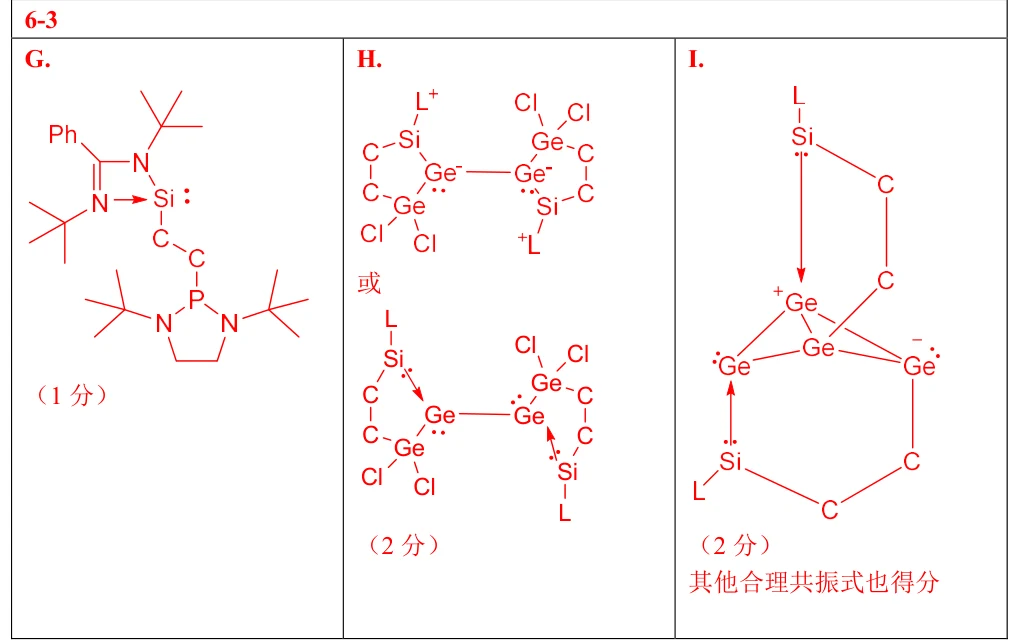 6-3
G.
Ph
N
N
Si
C
C
P
N
N
(1 分)
H.
L+
Si
C
C
Ge-
Ge
Cl
Cl
Cl
Cl
Ge
Ge-
C
C
Si
+L
或
L
Si
C
C
Ge
Ge
Cl
Cl
Cl
Cl
Ge
Ge
C
C
Si
L
(2 分)
I.
L
Si
C
C
+
Ge
Ge
Ge
Ge
−
Si
L
C
C
(2 分)
其他合理共振式也得分